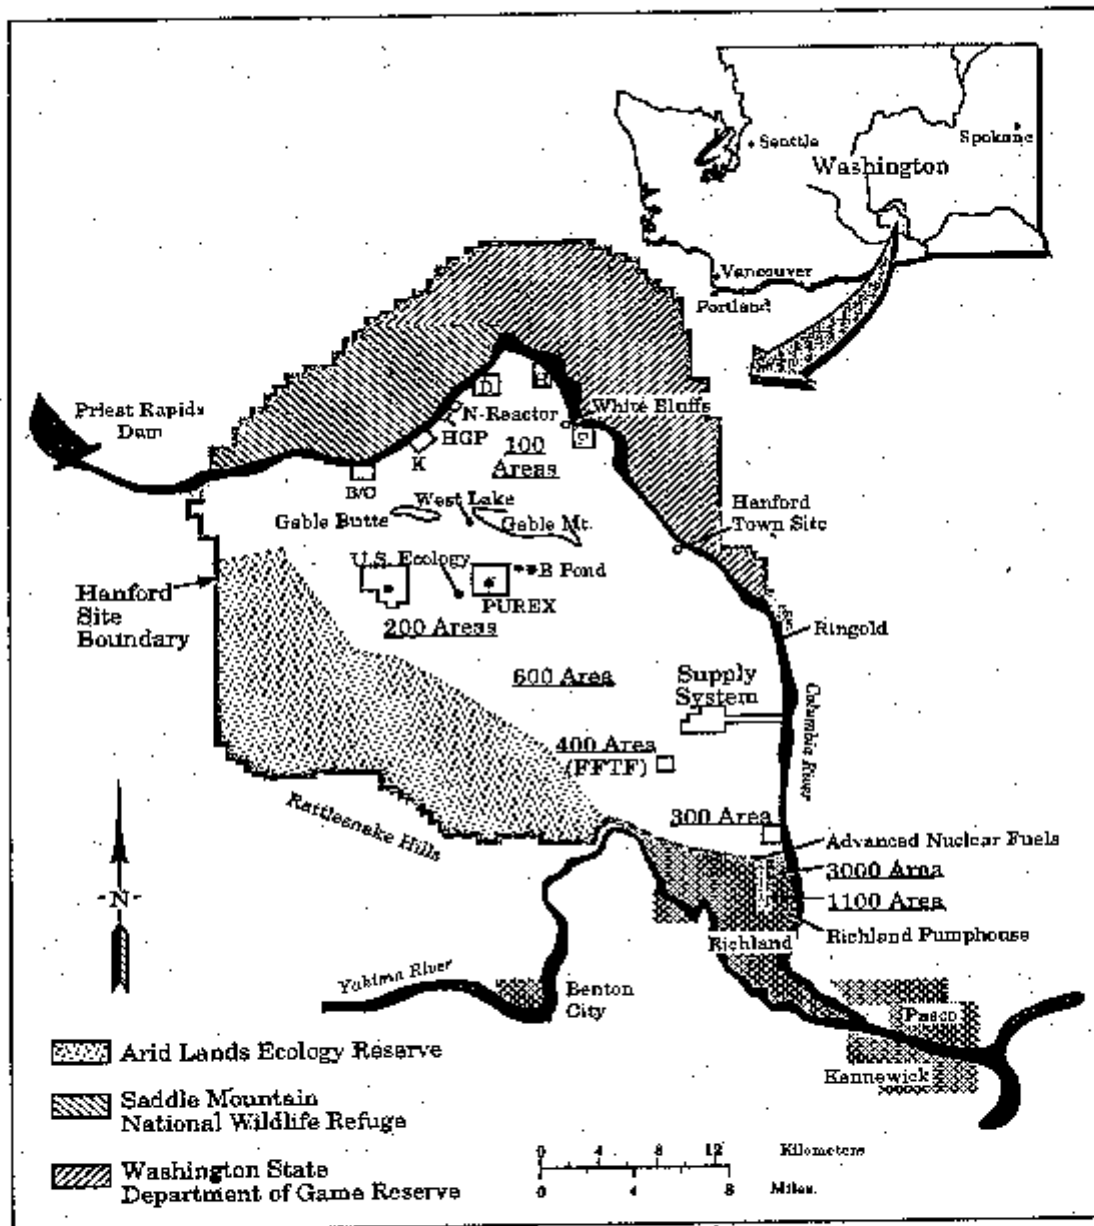 Seattle
Spokane
Washington
Vancouver
Portland
Priest Rapids
Dam
D
H
N-Reactor
White Bluffs
HGP
F
K
100
Areas
B/C
West Lake
Hanford
Town Site
Gable Butte
Gable Mt.
U.S. Ecology
B Pond
Hanford
Site
Boundary
PUREX
200 Areas
Ringold
600 Area
Supply
System
Columbia River
400 Area
(FFTF)
300 Area
Rattlesnake Hills
Advanced Nuclear Fuels
3000 Area
1100 Area
N
Richland Pumphouse
Richland
Yakima River
Benton
City
Pasco
Kennewick
Arid Lands Ecology Reserve
Saddle Mountain
National Wildlife Refuge
Washington State
Department of Game Reserve
0 4 8 12 Kilometers
0 4 8 Miles